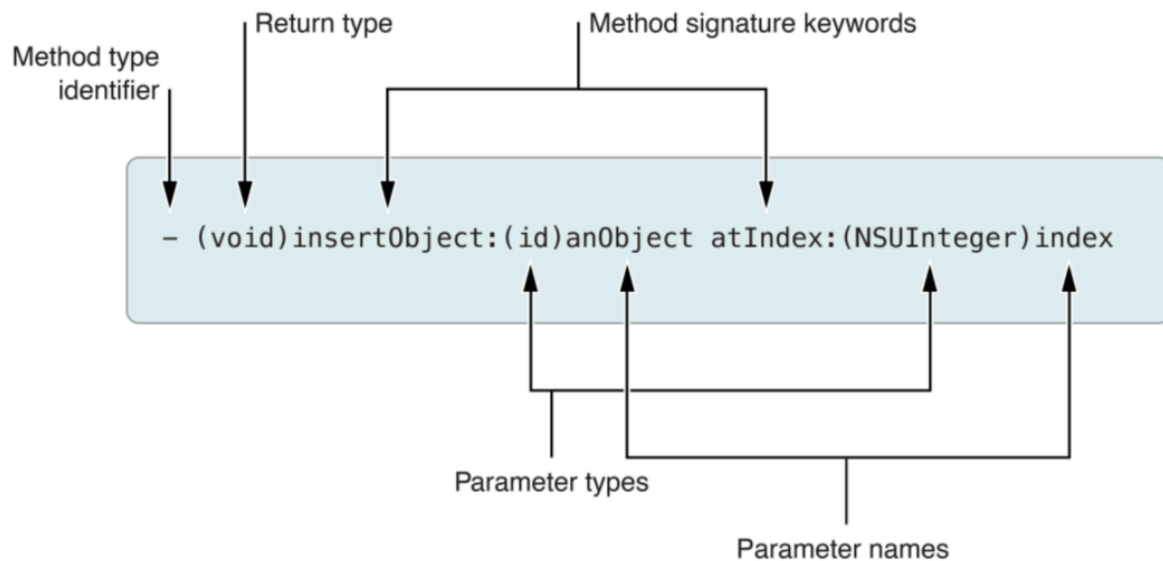 Return type
Method signature keywords
Method type
identifier
– (void)insertObject:(id)anObject atIndex:(NSUInteger)index
Parameter types
Parameter names